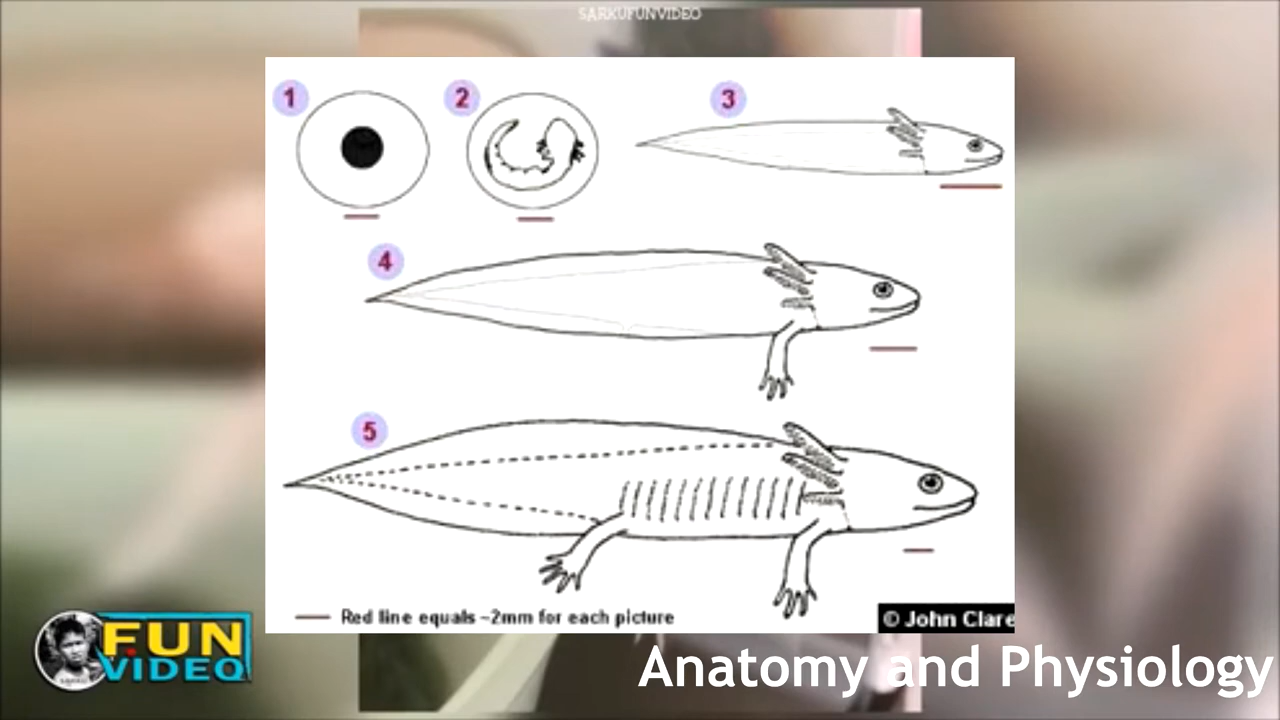 SARKUFUNVIDEO
1
2
3
4
5
Red line equals ~2mm for each picture
© John Clare
FUN
VIDEO
Anatomy and Physiology